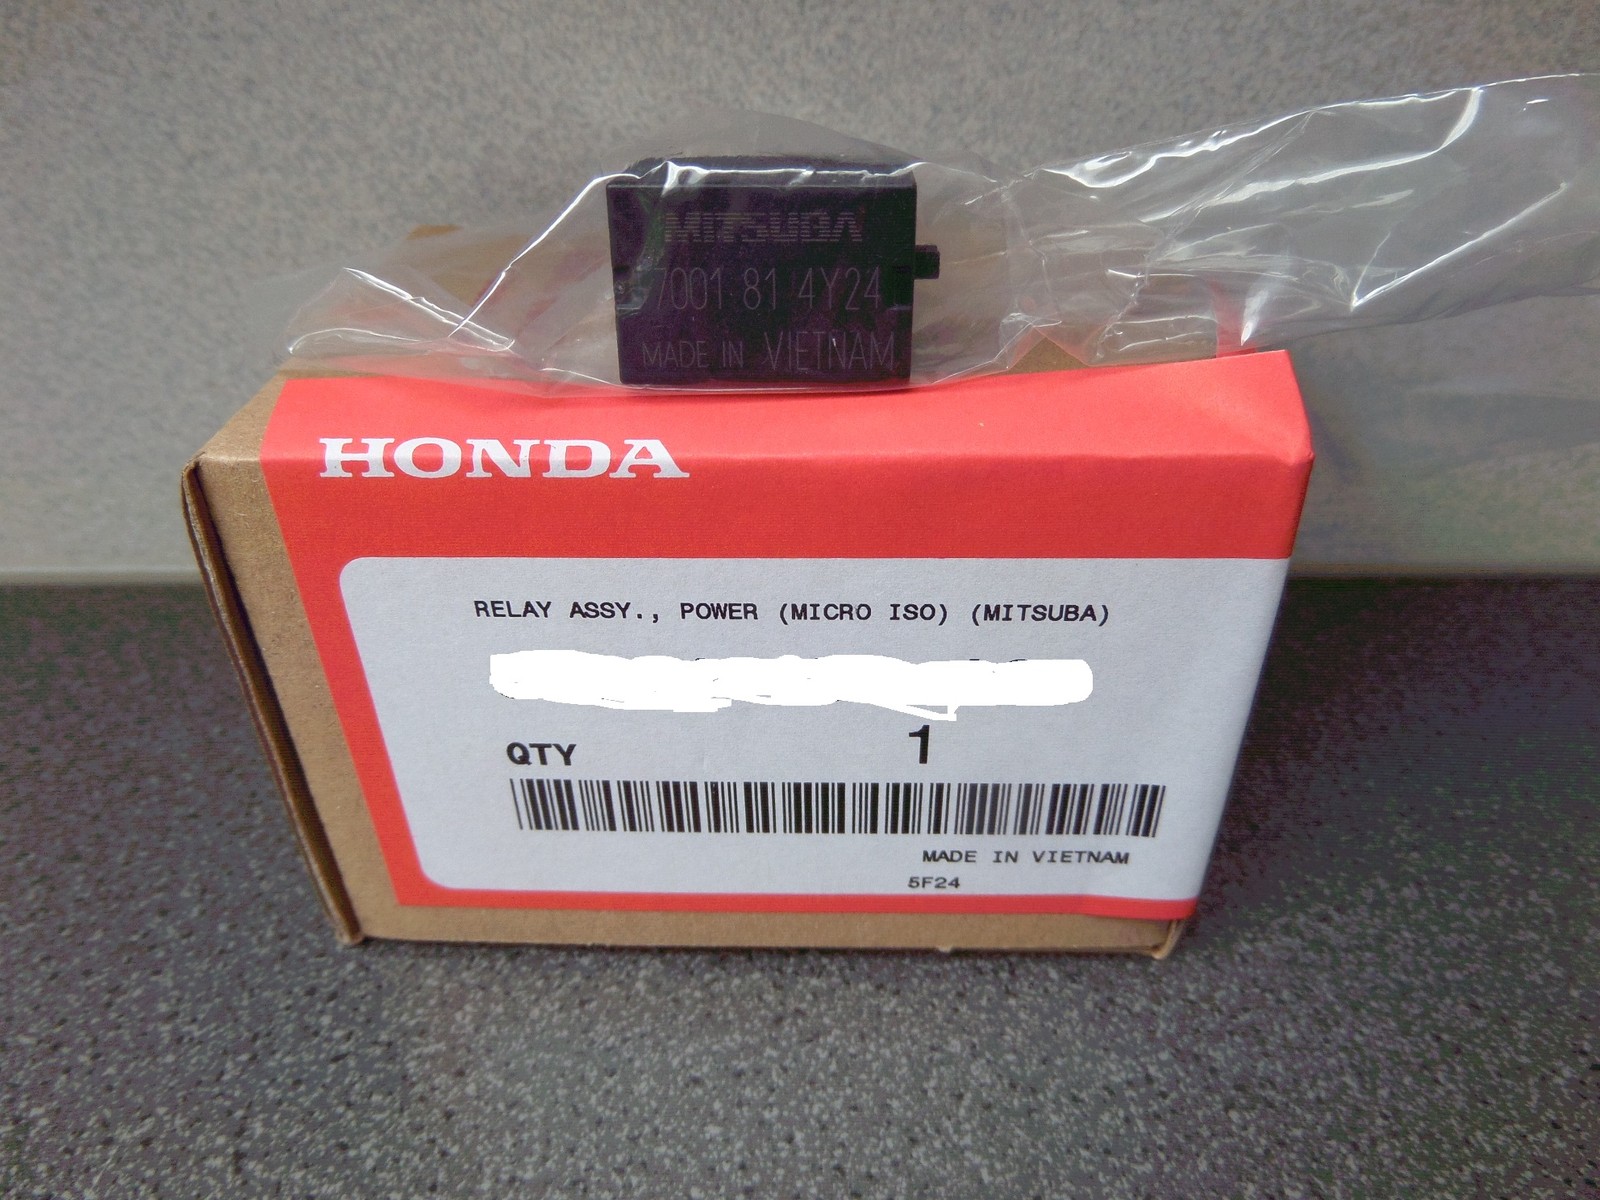 MITSUBA
7001 81 4Y24
MADE IN VIETNAM
HONDA
RELAY ASSY., POWER (MICRO ISO) (MITSUBA)
QTY 1
MADE IN VIETNAM
5F24